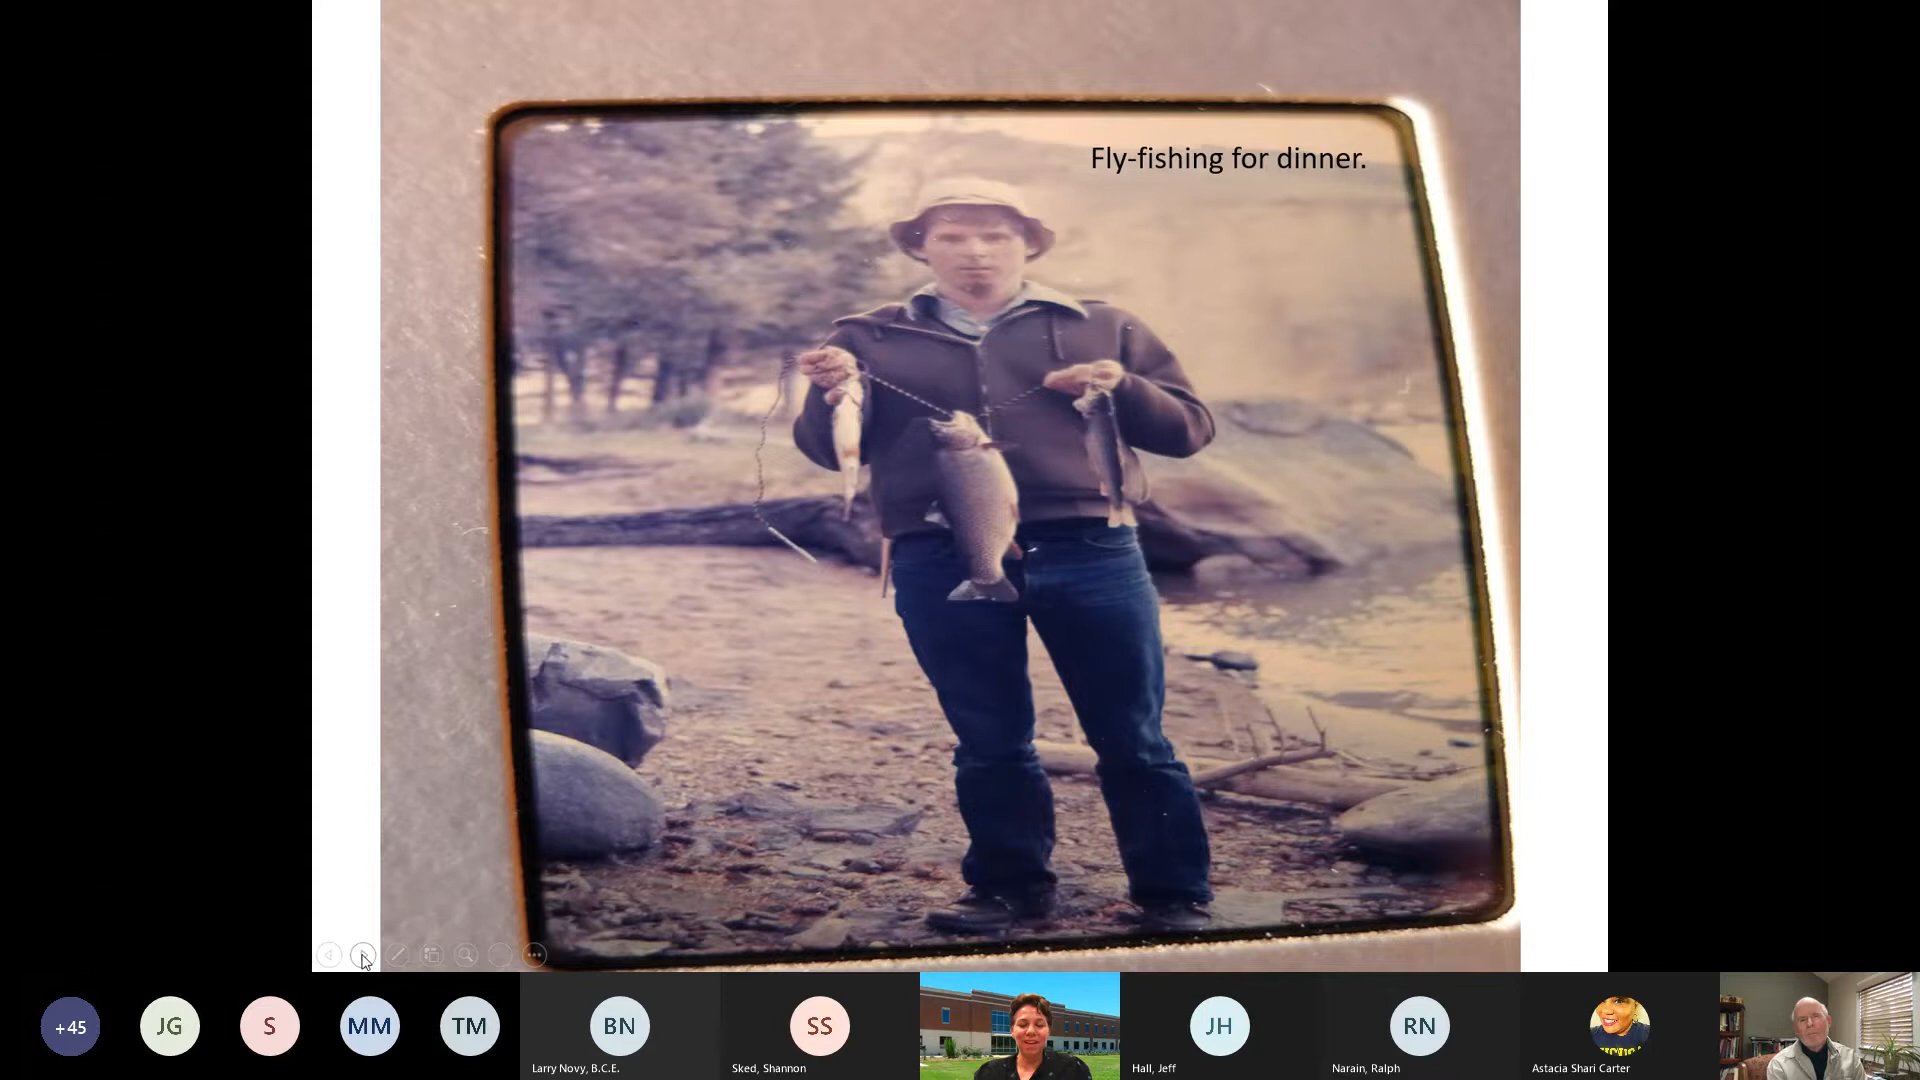 Fly-fishing for dinner.
+45
JG
S
MM
TM
BN
SS
JH
RN
Larry Novy, B.C.E.
Sked, Shannon
Hall, Jeff
Narain, Ralph
Astacia Shari Carter